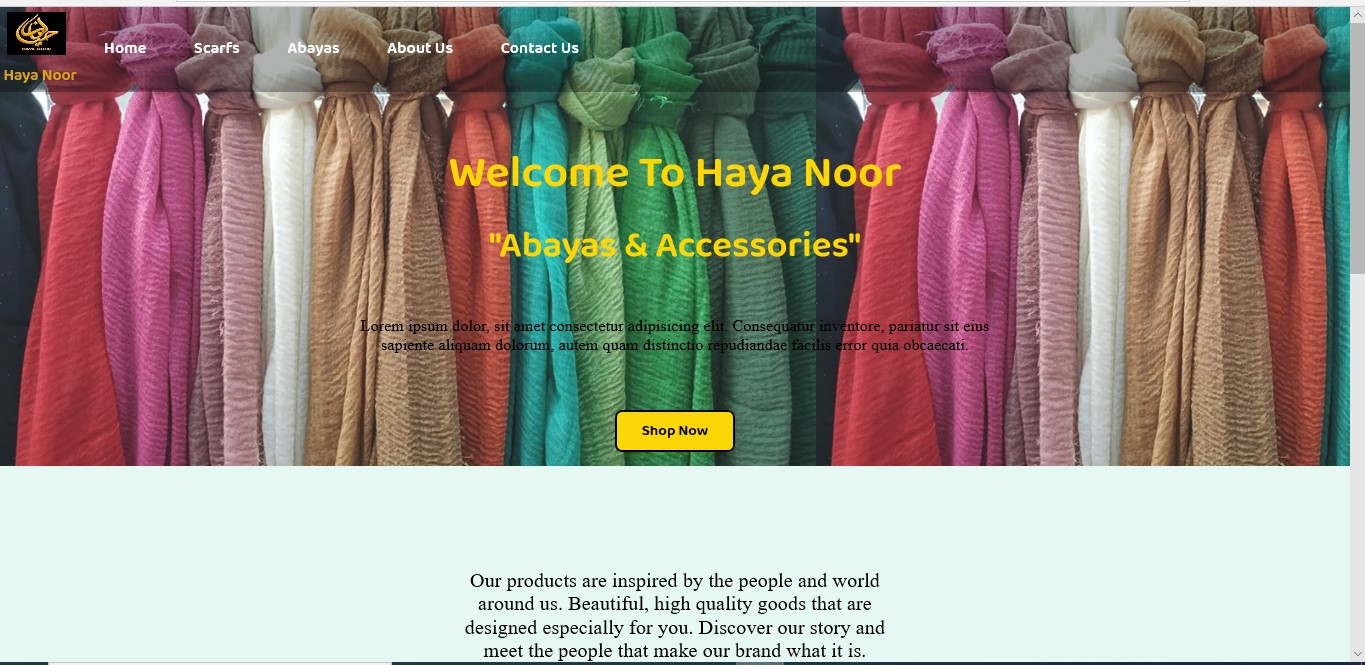 Home Scarfs Abayas About Us Contact Us
Haya Noor
Welcome To Haya Noor
"Abayas & Accessories"
Lorem ipsum dolor, sit amet consectetur adipisicing elit. Consequatur inventore, pariatur sit eius
sapiente aliquam dolorum, autem quam distinctio repudiandae facilis error quia obcaecati.
Shop Now
Our products are inspired by the people and world
around us. Beautiful, high quality goods that are
designed especially for you. Discover our story and
meet the people that make our brand what it is.